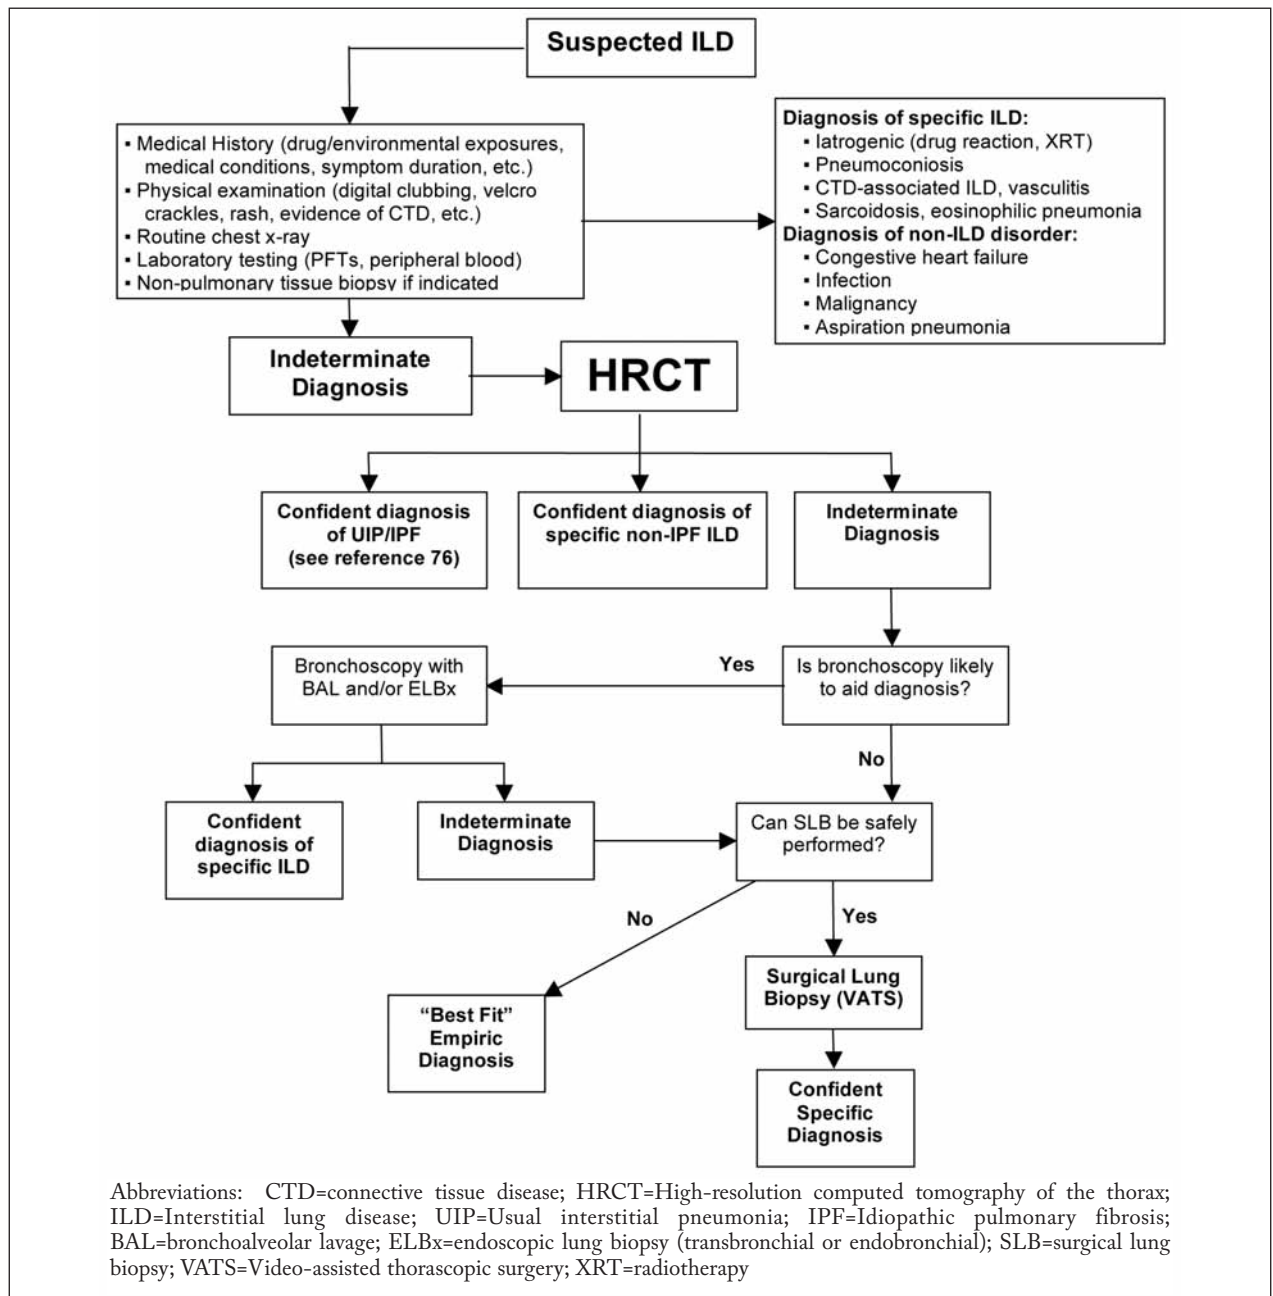 Suspected ILD
▪ Medical History (drug/environmental exposures,
medical conditions, symptom duration, etc.)
▪ Physical examination (digital clubbing, velcro
crackles, rash, evidence of CTD, etc.)
▪ Routine chest x-ray
▪ Laboratory testing (PFTs, peripheral blood)
▪ Non-pulmonary tissue biopsy if indicated
Diagnosis of specific ILD:
▪ Iatrogenic (drug reaction, XRT)
▪ Pneumoconiosis
▪ CTD-associated ILD, vasculitis
▪ Sarcoidosis, eosinophilic pneumonia
Diagnosis of non-ILD disorder:
▪ Congestive heart failure
▪ Infection
▪ Malignancy
▪ Aspiration pneumonia
Indeterminate
Diagnosis
HRCT
Confident diagnosis
of UIP/IPF
(see reference 76)
Confident diagnosis of
specific non-IPF ILD
Indeterminate
Diagnosis
Is bronchoscopy likely
to aid diagnosis?
Yes
Bronchoscopy with
BAL and/or ELBx
No
Confident
diagnosis of
specific ILD
Indeterminate
Diagnosis
Can SLB be safely
performed?
No
Yes
"Best Fit"
Empiric
Diagnosis
Surgical Lung
Biopsy (VATS)
Confident
Specific
Diagnosis
Abbreviations: CTD=connective tissue disease; HRCT=High-resolution computed tomography of the thorax;
ILD=Interstitial lung disease; UIP=Usual interstitial pneumonia; IPF=Idiopathic pulmonary fibrosis;
BAL=bronchoalveolar lavage; ELBx=endoscopic lung biopsy (transbronchial or endobronchial); SLB=surgical lung
biopsy; VATS=Video-assisted thorascopic surgery; XRT=radiotherapy